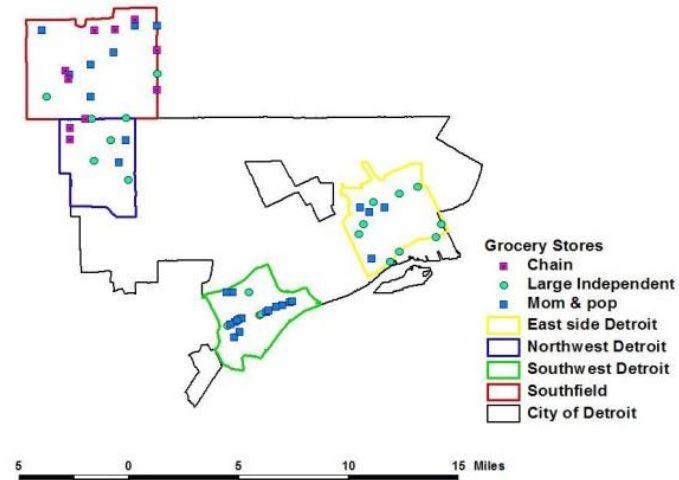 Grocery Stores
Chain
Large Independent
Mom & pop
East side Detroit
Northwest Detroit
Southwest Detroit
Southfield
City of Detroit
5 0 5 10 15 Miles